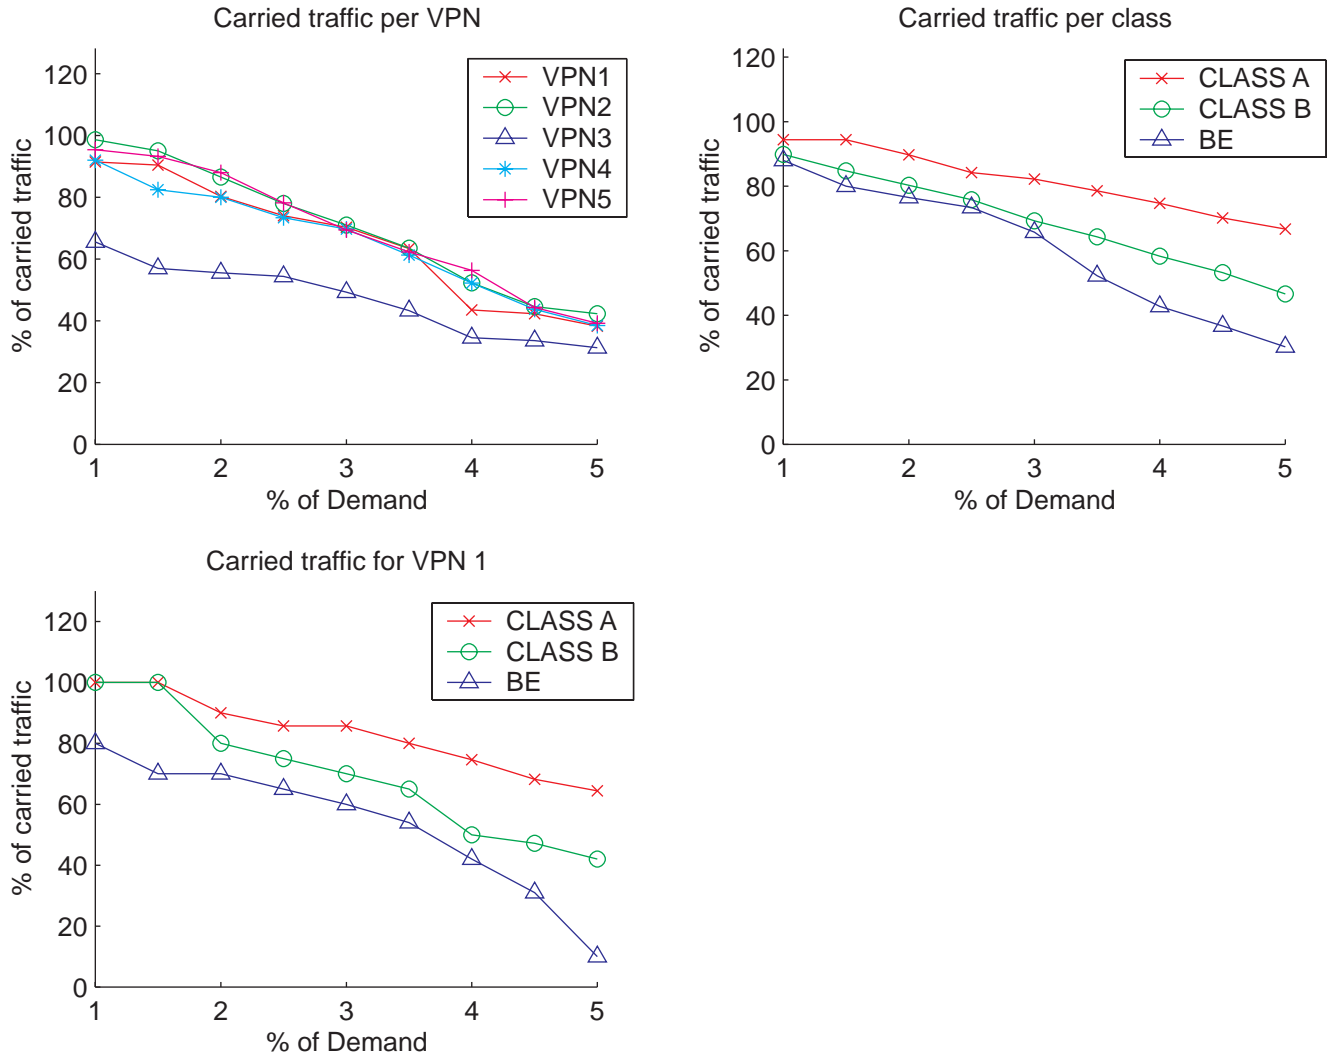 Carried traffic per VPN
120
100
80
60
40
20
0
1 2 3 4 5
% of carried traffic
% of Demand
VPN1
VPN2
VPN3
VPN4
VPN5
Carried traffic per class
120
100
80
60
40
20
0
1 2 3 4 5
% of carried traffic
% of Demand
CLASS A
CLASS B
BE
Carried traffic for VPN 1
120
100
80
60
40
20
0
1 2 3 4 5
% of carried traffic
% of Demand
CLASS A
CLASS B
BE